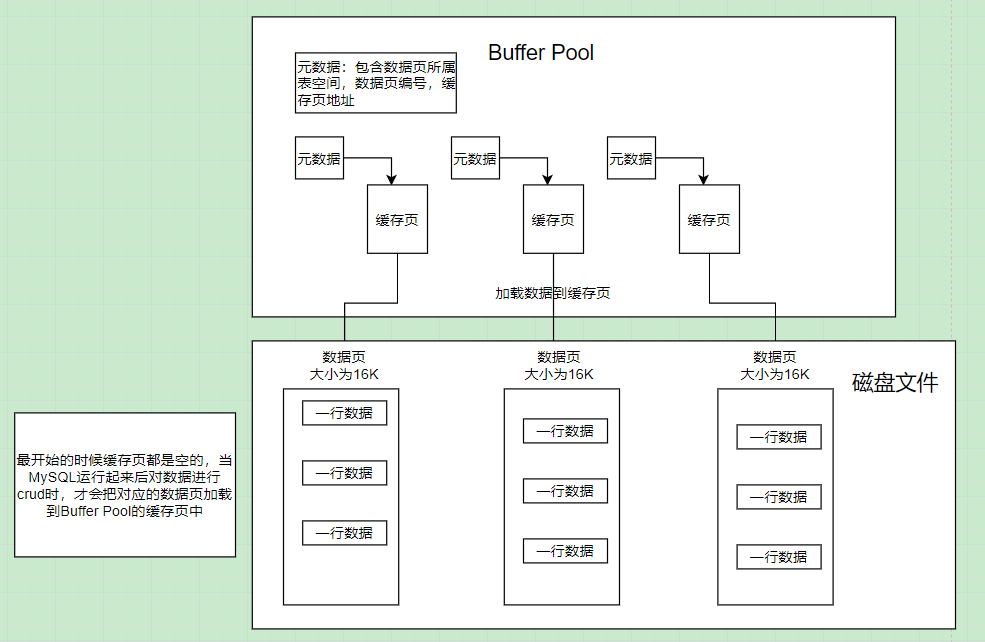 Buffer Pool
元数据：包含数据页所属
表空间，数据页编号，缓
存页地址
元数据
元数据
元数据
缓存页
缓存页
缓存页
加载数据到缓存页
数据页
大小为16K
数据页
大小为16K
数据页
大小为16K
磁盘文件
一行数据
一行数据
一行数据
一行数据
一行数据
一行数据
一行数据
一行数据
一行数据
最开始的时候缓存页都是空的，当
MySQL运行起来后对数据进行
crud时，才会把对应的数据页加载
到Buffer Pool的缓存页中